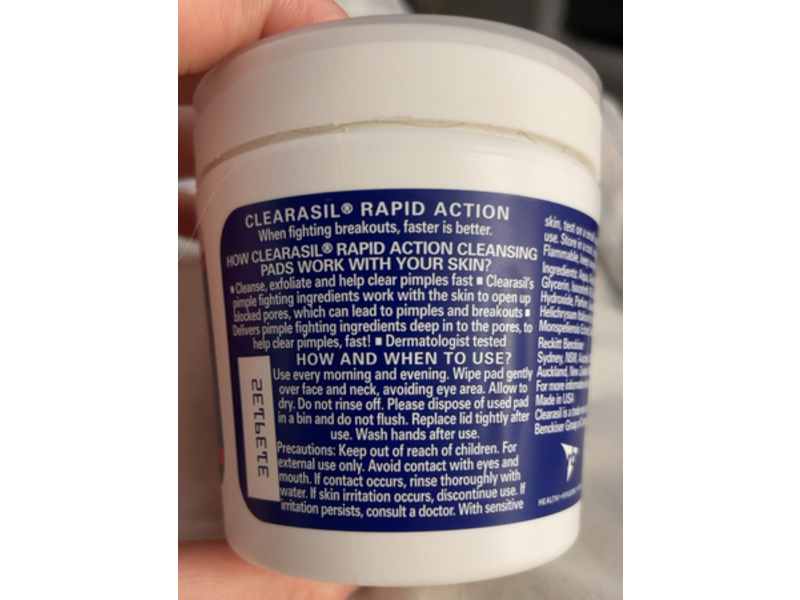 CLEARASIL® RAPID ACTION
When fighting breakouts, faster is better.
HOW CLEARASIL® RAPID ACTION CLEANSING
PADS WORK WITH YOUR SKIN?
▪ Cleanse, exfoliate and help clear pimples fast ▪ Clearasil's
pimple fighting ingredients work with the skin to open up
blocked pores, which can lead to pimples and breakouts ▪
Delivers pimple fighting ingredients deep in to the pores, to
help clear pimples, fast! ▪ Dermatologist tested
HOW AND WHEN TO USE?
Use every morning and evening. Wipe pad gently
over face and neck, avoiding eye area. Allow to
dry. Do not rinse off. Please dispose of used pad
in a bin and do not flush. Replace lid tightly after
use. Wash hands after use.
Precautions: Keep out of reach of children. For
external use only. Avoid contact with eyes and
mouth. If contact occurs, rinse thoroughly with
water. If skin irritation occurs, discontinue use. If
irritation persists, consult a doctor. With sensitive
skin, test on a
use. Store in a
Flammable,
Ingredients:
Glycerin,
Hydroxide, Parfum
Helichrysum
Monspeliensis
Reckitt Benckiser
Sydney, NSW,
Auckland, New
For more information
Made in USA
Clearasil is a trade
Benckiser Group
HEALTH•